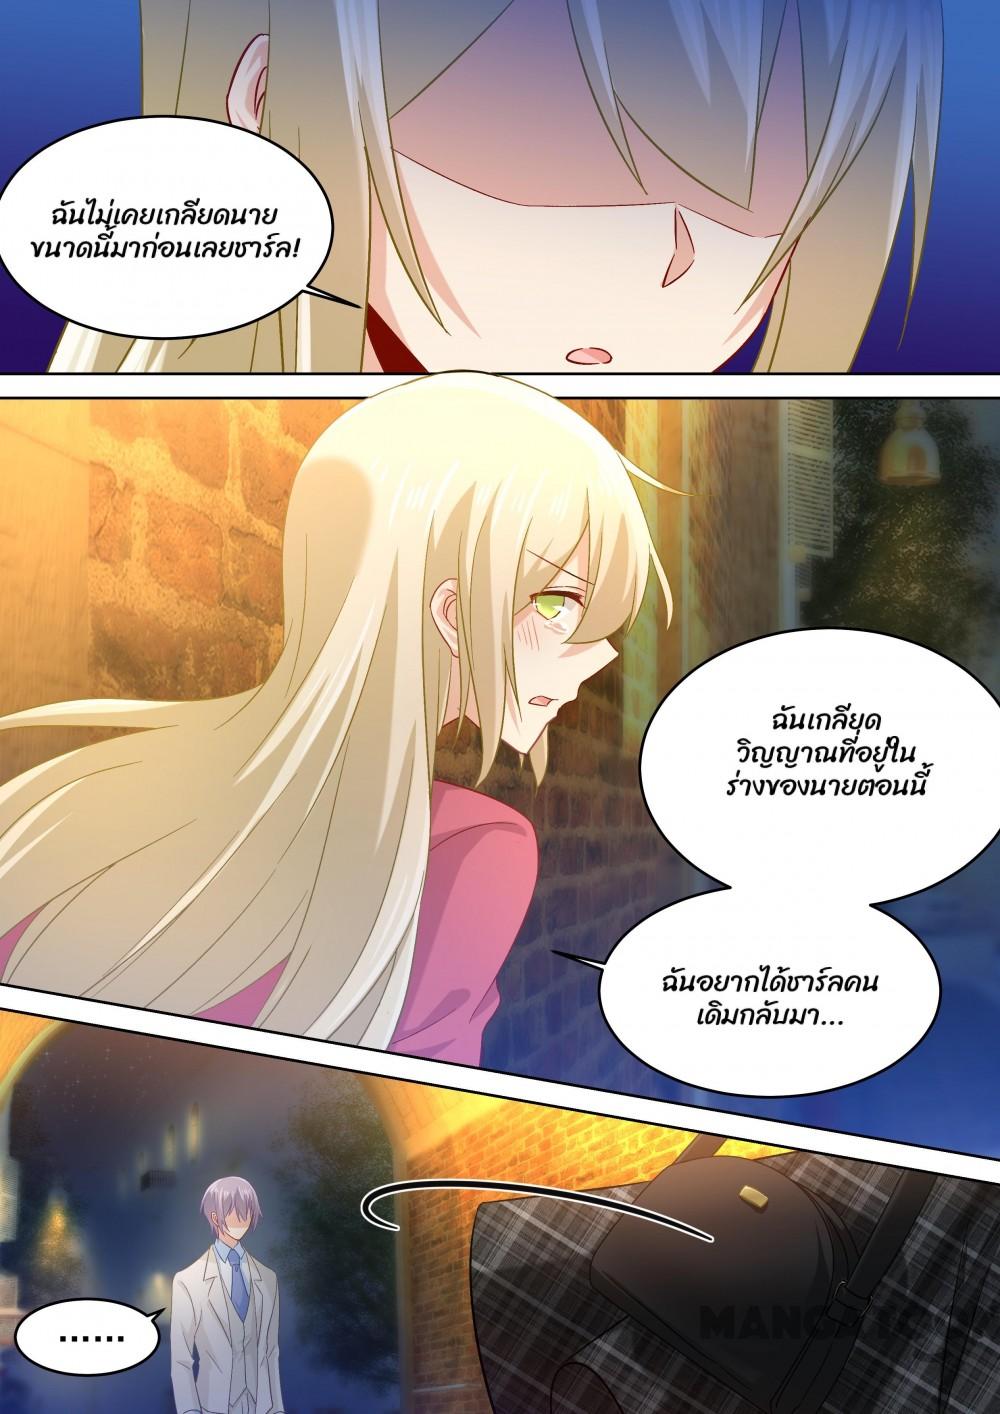 ฉันไม่เคยเกลียดนาย
ขนาดนี้มาก่อนเลยชาร์ล!
ฉันเกลียด
วิญญาณที่อยู่ใน
ร่างของนายตอนนี้
ฉันอยากได้ชาร์ลคน
เดิมกลับมา...
......
MANGATOON